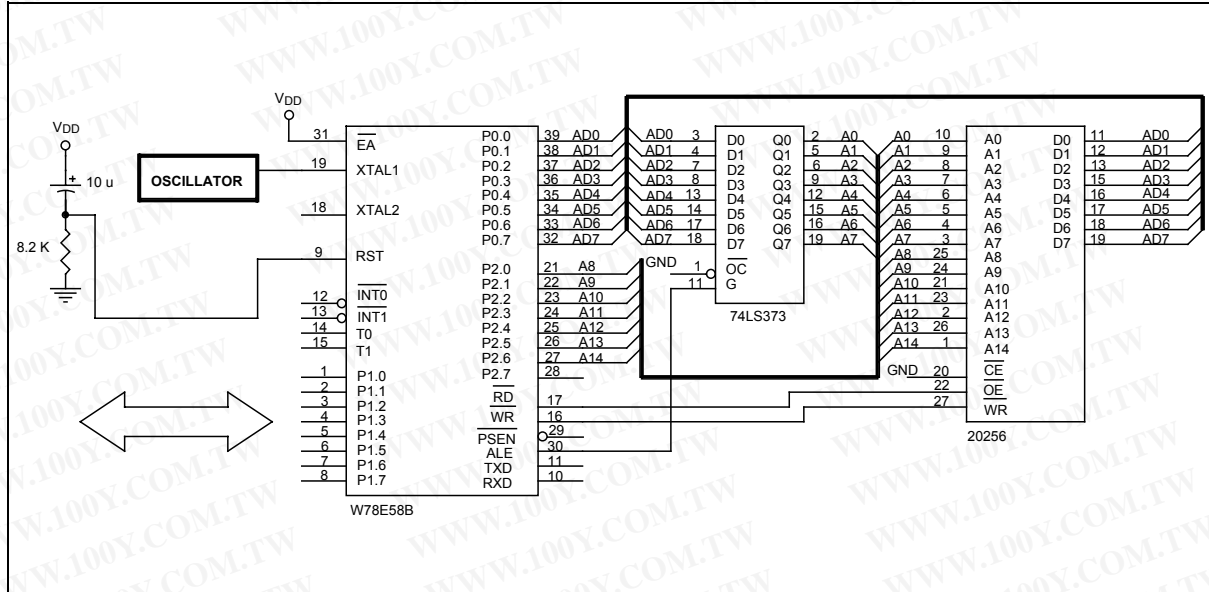 VDD
10 u
8.2 K
OSCILLATOR
VDD
31 EA
19 XTAL1
18 XTAL2
9 RST
12 INT0
13 INT1
14 T0
15 T1
1 P1.0
2 P1.1
3 P1.2
4 P1.3
5 P1.4
6 P1.5
7 P1.6
8 P1.7
P0.0 39 AD0
P0.1 38 AD1
P0.2 37 AD2
P0.3 36 AD3
P0.4 35 AD4
P0.5 34 AD5
P0.6 33 AD6
P0.7 32 AD7
P2.0 21 A8
P2.1 22 A9
P2.2 23 A10
P2.3 24 A11
P2.4 25 A12
P2.5 26 A13
P2.6 27 A14
P2.7 28
RD 17
WR 16
PSEN 29
ALE 30
TXD 11
RXD 10
W78E58B
AD0 3 D0 Q0 2 A0
AD1 4 D1 Q1 5 A1
AD2 7 D2 Q2 6 A2
AD3 8 D3 Q3 9 A3
AD4 13 D4 Q4 12 A4
AD5 14 D5 Q5 15 A5
AD6 17 D6 Q6 16 A6
AD7 18 D7 Q7 19 A7
GND 1 OC
11 G
74LS373
A0 10 A0 D0 11 AD0
A1 9 A1 D1 12 AD1
A2 8 A2 D2 13 AD2
A3 7 A3 D3 15 AD3
A4 6 A4 D4 16 AD4
A5 5 A5 D5 17 AD5
A6 4 A6 D6 18 AD6
A7 3 A7 D7 19 AD7
A8 25 A8
A9 24 A9
A10 21 A10
A11 23 A11
A12 2 A12
A13 26 A13
A14 1 A14
GND 20 CE
22 OE
27 WR
20256
WWW.100Y.COM.TW